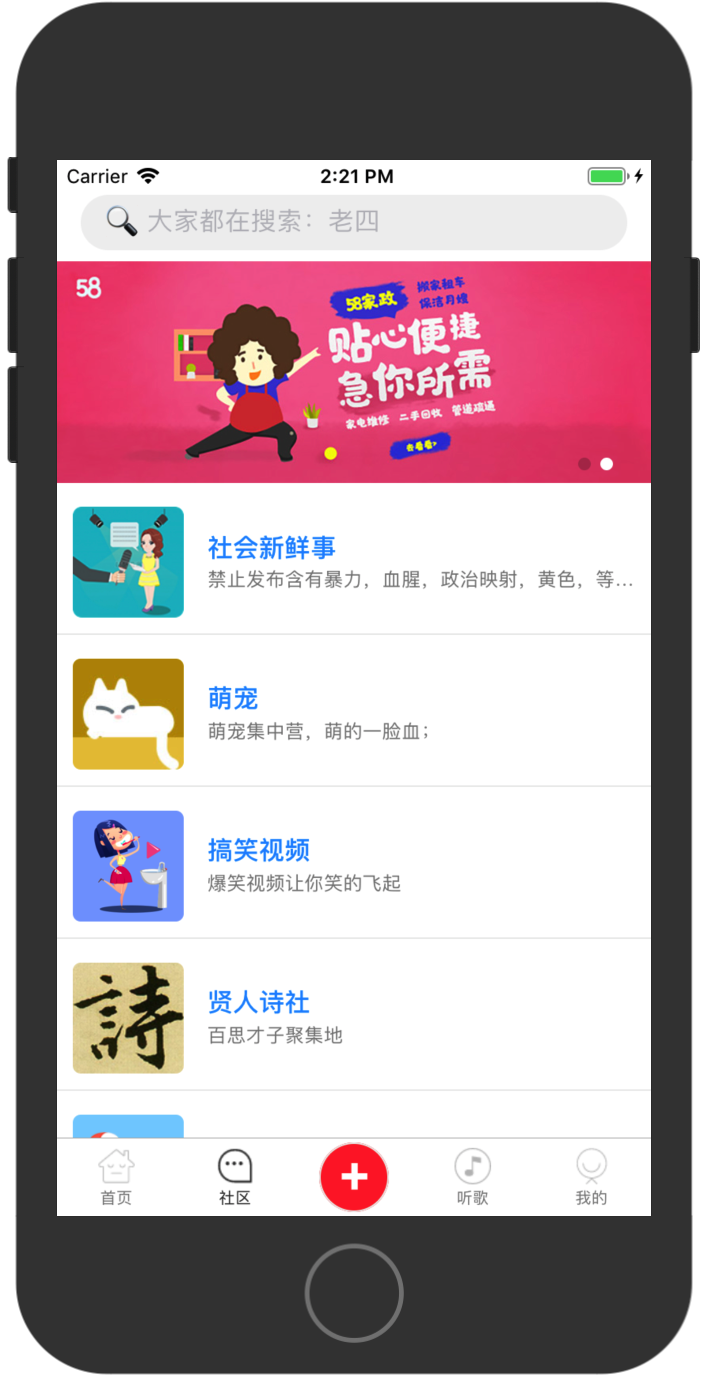 Carrier
2:21 PM
大家都在搜索：老四
58
58家政
搬家租车
保洁月嫂
贴心便捷
急你所需
家电维修 二手回收 管道疏通
去看看>
社会新鲜事
禁止发布含有暴力，血腥，政治映射，黄色，等...
萌宠
萌宠集中营，萌的一脸血；
搞笑视频
爆笑视频让你笑的飞起
詩
贤人诗社
百思才子聚集地
首页
社区
听歌
我的